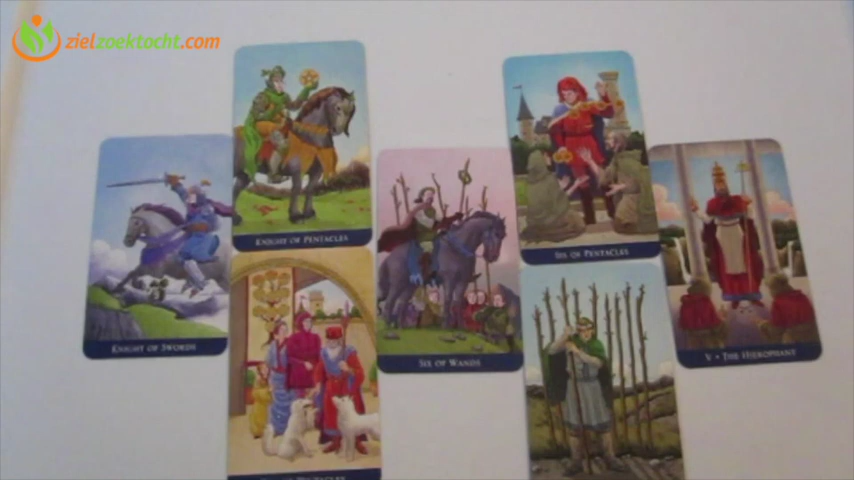 zielzoektocht.com
KNIGHT OF PENTACLES
SIX OF PENTACLES
KNIGHT OF SWORDS
SIX OF WANDS
V • THE HIEROPHANT